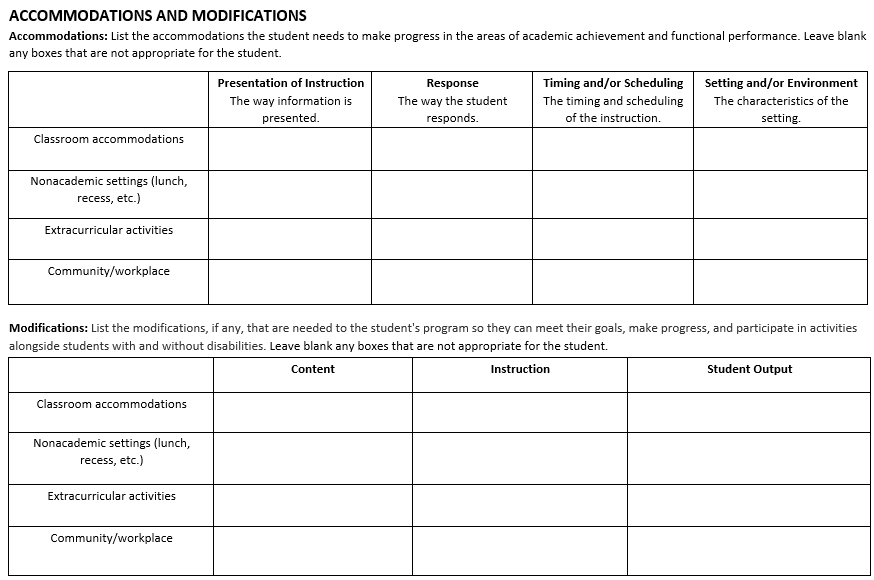 ACCOMMODATIONS AND MODIFICATIONS
Accommodations: List the accommodations the student needs to make progress in the areas of academic achievement and functional performance. Leave blank
any boxes that are not appropriate for the student.
Presentation of Instruction
The way information is
presented.
Response
The way the student
responds.
Timing and/or Scheduling
The timing and scheduling
of the instruction.
Setting and/or Environment
The characteristics of the
setting.
Classroom accommodations
Nonacademic settings (lunch,
recess, etc.)
Extracurricular activities
Community/workplace
Modifications: List the modifications, if any, that are needed to the student's program so they can meet their goals, make progress, and participate in activities
alongside students with and without disabilities. Leave blank any boxes that are not appropriate for the student.
Content
Instruction
Student Output
Classroom accommodations
Nonacademic settings (lunch,
recess, etc.)
Extracurricular activities
Community/workplace